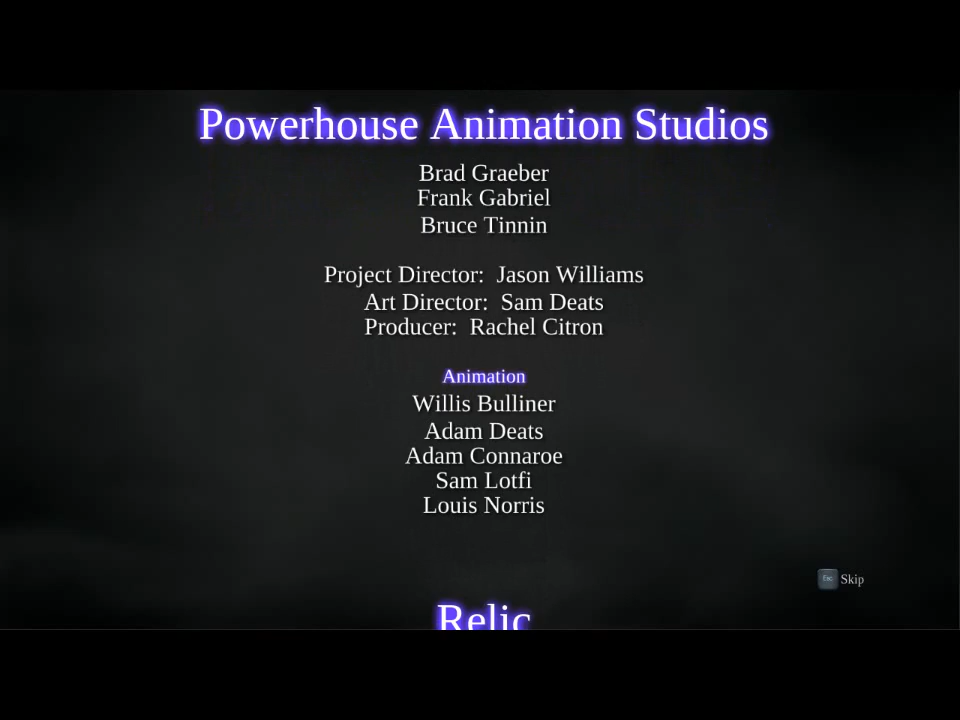 Powerhouse Animation Studios
Brad Graeber
Frank Gabriel
Bruce Tinnin
Project Director:  Jason Williams
Art Director:  Sam Deats
Producer:  Rachel Citron
Animation
Willis Bulliner
Adam Deats
Adam Connaroe
Sam Lotfi
Louis Norris
Esc Skip
Relic